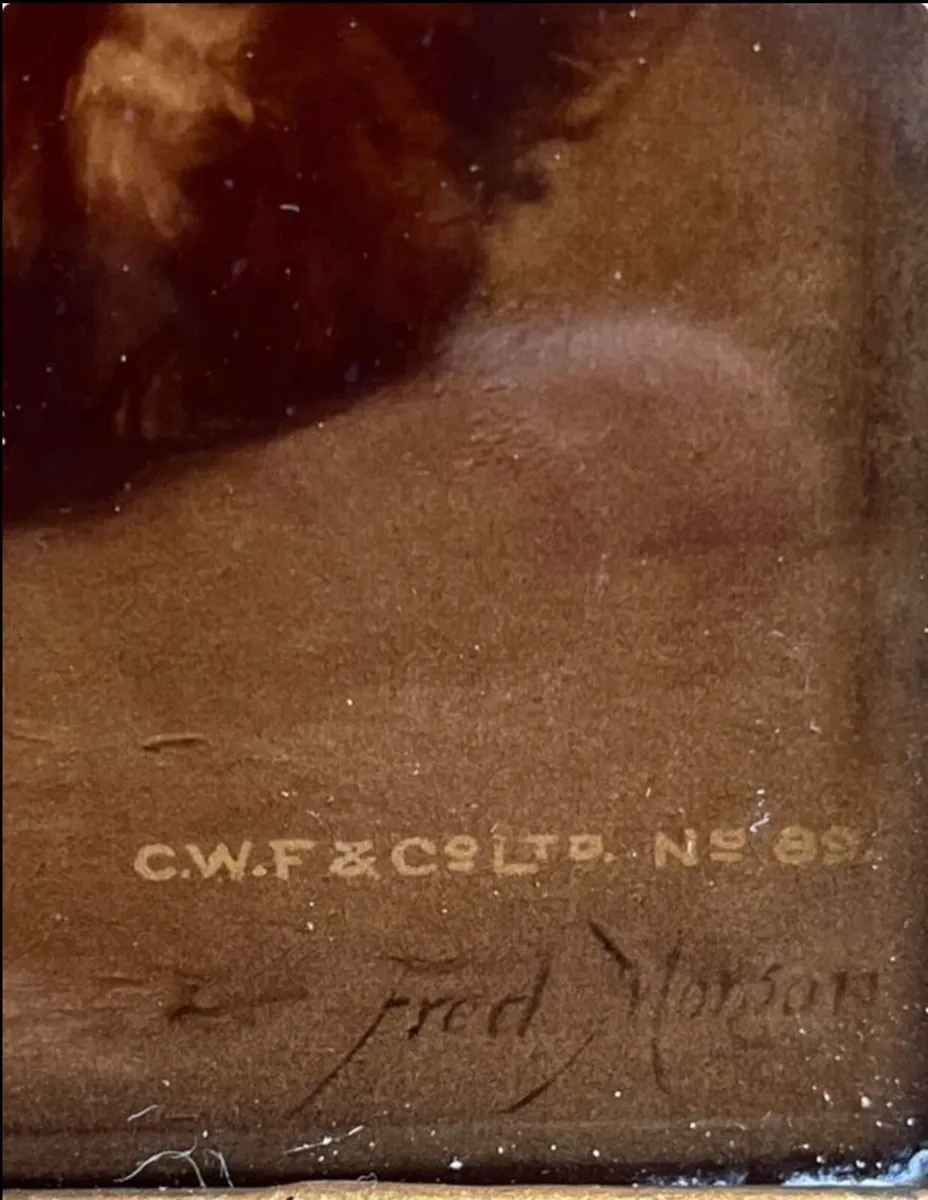 C.W.F & Cº LTD. Nº 89.
Fred Morgan